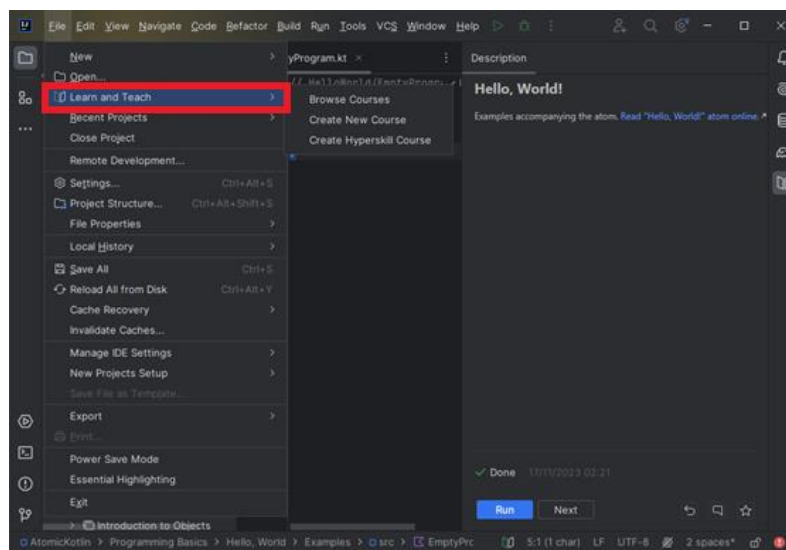 File Edit View Navigate Code Refactor Build Run Tools VCS Window Help
New
yProgram.kt
Description
Open...
Hello, World!
Learn and Teach
Browse Courses
Recent Projects
Create New Course
Examples accompanying the atom. Read "Hello, World!" atom online.
Close Project
Create Hyperskill Course
Remote Development...
Settings... Ctrl+Alt+S
Project Structure... Ctrl+Alt+Shift+S
File Properties
Local History
Save All Ctrl+S
Reload All from Disk Ctrl+Alt+Y
Cache Recovery
Invalidate Caches...
Manage IDE Settings
New Projects Setup
Save File as Template...
Export
Print...
Power Save Mode
Essential Highlighting
Exit
Done 17/11/2023 02:21
Run Next
Introduction to Objects
AtomicKotlin > Programming Basics > Hello, World > Examples > src > EmptyPrc 5:1 (1 char) LF UTF-8 2 spaces*